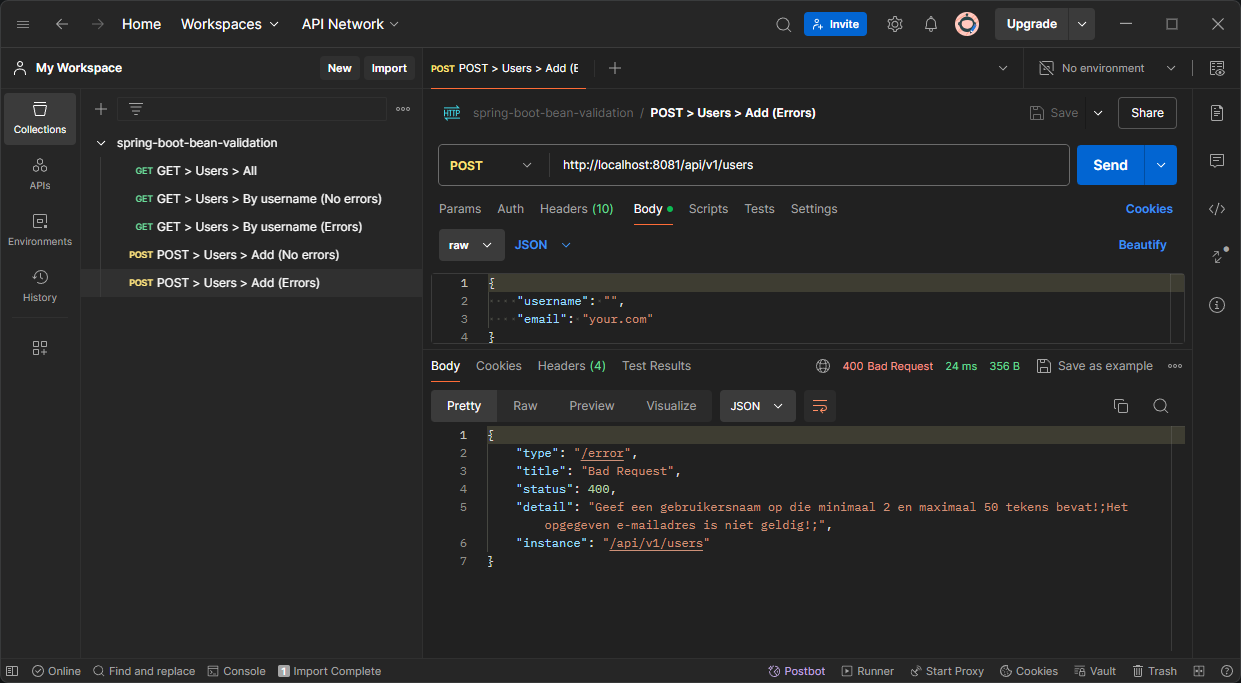 Home Workspaces API Network Invite Upgrade
My Workspace New Import POST POST > Users > Add (E No environment
Collections
APIs
Environments
History
spring-boot-bean-validation
GET GET > Users > All
GET GET > Users > By username (No errors)
GET GET > Users > By username (Errors)
POST POST > Users > Add (No errors)
POST POST > Users > Add (Errors)
HTTP spring-boot-bean-validation / POST > Users > Add (Errors) Save Share
POST http://localhost:8081/api/v1/users Send
Params Auth Headers (10) Body Scripts Tests Settings Cookies
raw JSON Beautify
1 {
2 "username": "",
3 "email": "your.com"
4 }
Body Cookies Headers (4) Test Results 400 Bad Request 24 ms 356 B Save as example
Pretty Raw Preview Visualize JSON
1 {
2 "type": "/error",
3 "title": "Bad Request",
4 "status": 400,
5 "detail": "Geef een gebruikersnaam op die minimaal 2 en maximaal 50 tekens bevat!;Het
opgegeven e-mailadres is niet geldig!;",
6 "instance": "/api/v1/users"
7 }
Online Find and replace Console 1 Import Complete Postbot Runner Start Proxy Cookies Vault Trash